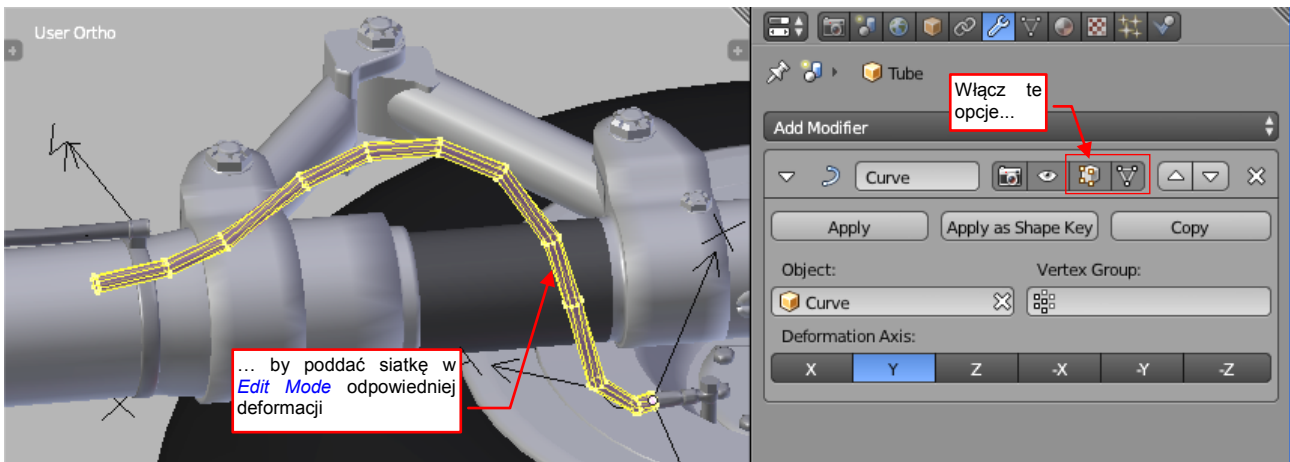 User Ortho
Tube
Włącz te
opcje...
Add Modifier
Curve
Apply
Apply as Shape Key
Copy
Object:
Vertex Group:
Curve
Deformation Axis:
X
Y
Z
-X
-Y
-Z
… by poddać siatkę w
Edit Mode odpowiedniej
deformacji